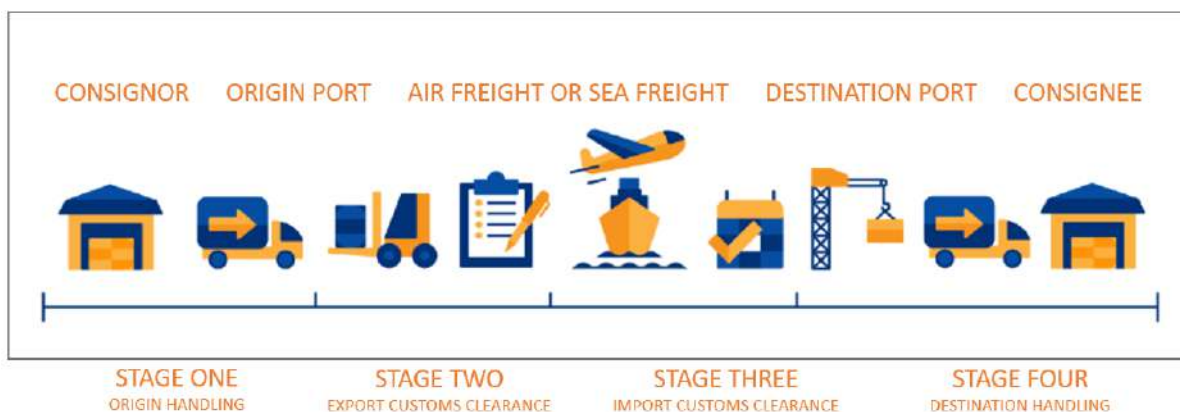 CONSIGNOR ORIGIN PORT AIR FREIGHT OR SEA FREIGHT DESTINATION PORT CONSIGNEE
STAGE ONE STAGE TWO STAGE THREE STAGE FOUR
ORIGIN HANDLING EXPORT CUSTOMS CLEARANCE IMPORT CUSTOMS CLEARANCE DESTINATION HANDLING